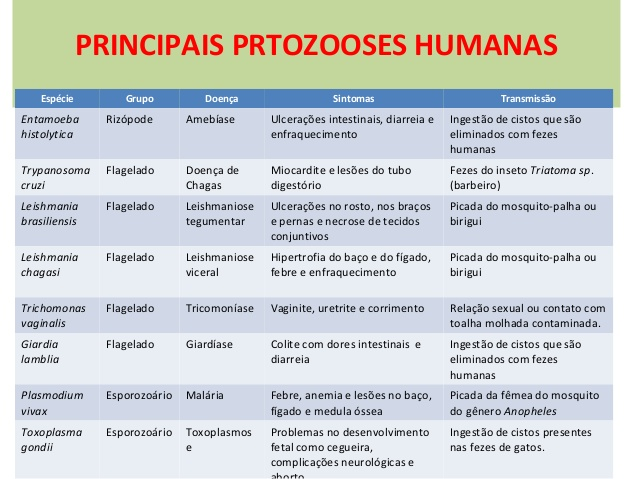 PRINCIPAIS PRTOZOOSES HUMANAS
Espécie Grupo Doença Sintomas Transmissão
Entamoeba histolytica Rizópode Amebíase Ulcerações intestinais, diarreia e enfraquecimento Ingestão de cistos que são eliminados com fezes humanas
Trypanosoma cruzi Flagelado Doença de Chagas Miocardite e lesões do tubo digestório Fezes do inseto Triatoma sp. (barbeiro)
Leishmania brasiliensis Flagelado Leishmaniose tegumentar Ulcerações no rosto, nos braços e pernas e necrose de tecidos conjuntivos Picada do mosquito-palha ou birigui
Leishmania chagasi Flagelado Leishmaniose viceral Hipertrofia do baço e do fígado, febre e enfraquecimento Picada do mosquito-palha ou birigui
Trichomonas vaginalis Flagelado Tricomoníase Vaginite, uretrite e corrimento Relação sexual ou contato com toalha molhada contaminada.
Giardia lamblia Flagelado Giardíase Colite com dores intestinais e diarreia Ingestão de cistos que são eliminados com fezes humanas
Plasmodium vivax Esporozoário Malária Febre, anemia e lesões no baço, fígado e medula óssea Picada da fêmea do mosquito do gênero Anopheles
Toxoplasma gondii Esporozoário Toxoplasmos e Problemas no desenvolvimento fetal como cegueira, complicações neurológicas e aborto Ingestão de cistos presentes nas fezes de gatos.